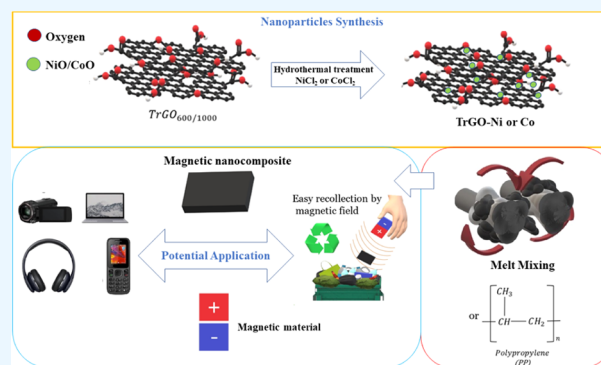 Nanoparticles Synthesis
Oxygen
NiO/CoO
TrGO600/1000
Hydrothermal treatment
NiCl2 or CoCl2
TrGO-Ni or Co
Magnetic nanocomposite
Easy recollection by
magnetic field
+
-
Potential Application
+
-
Magnetic material
Melt Mixing
or
CH3
CH
CH2
n
Polypropylene
(PP)